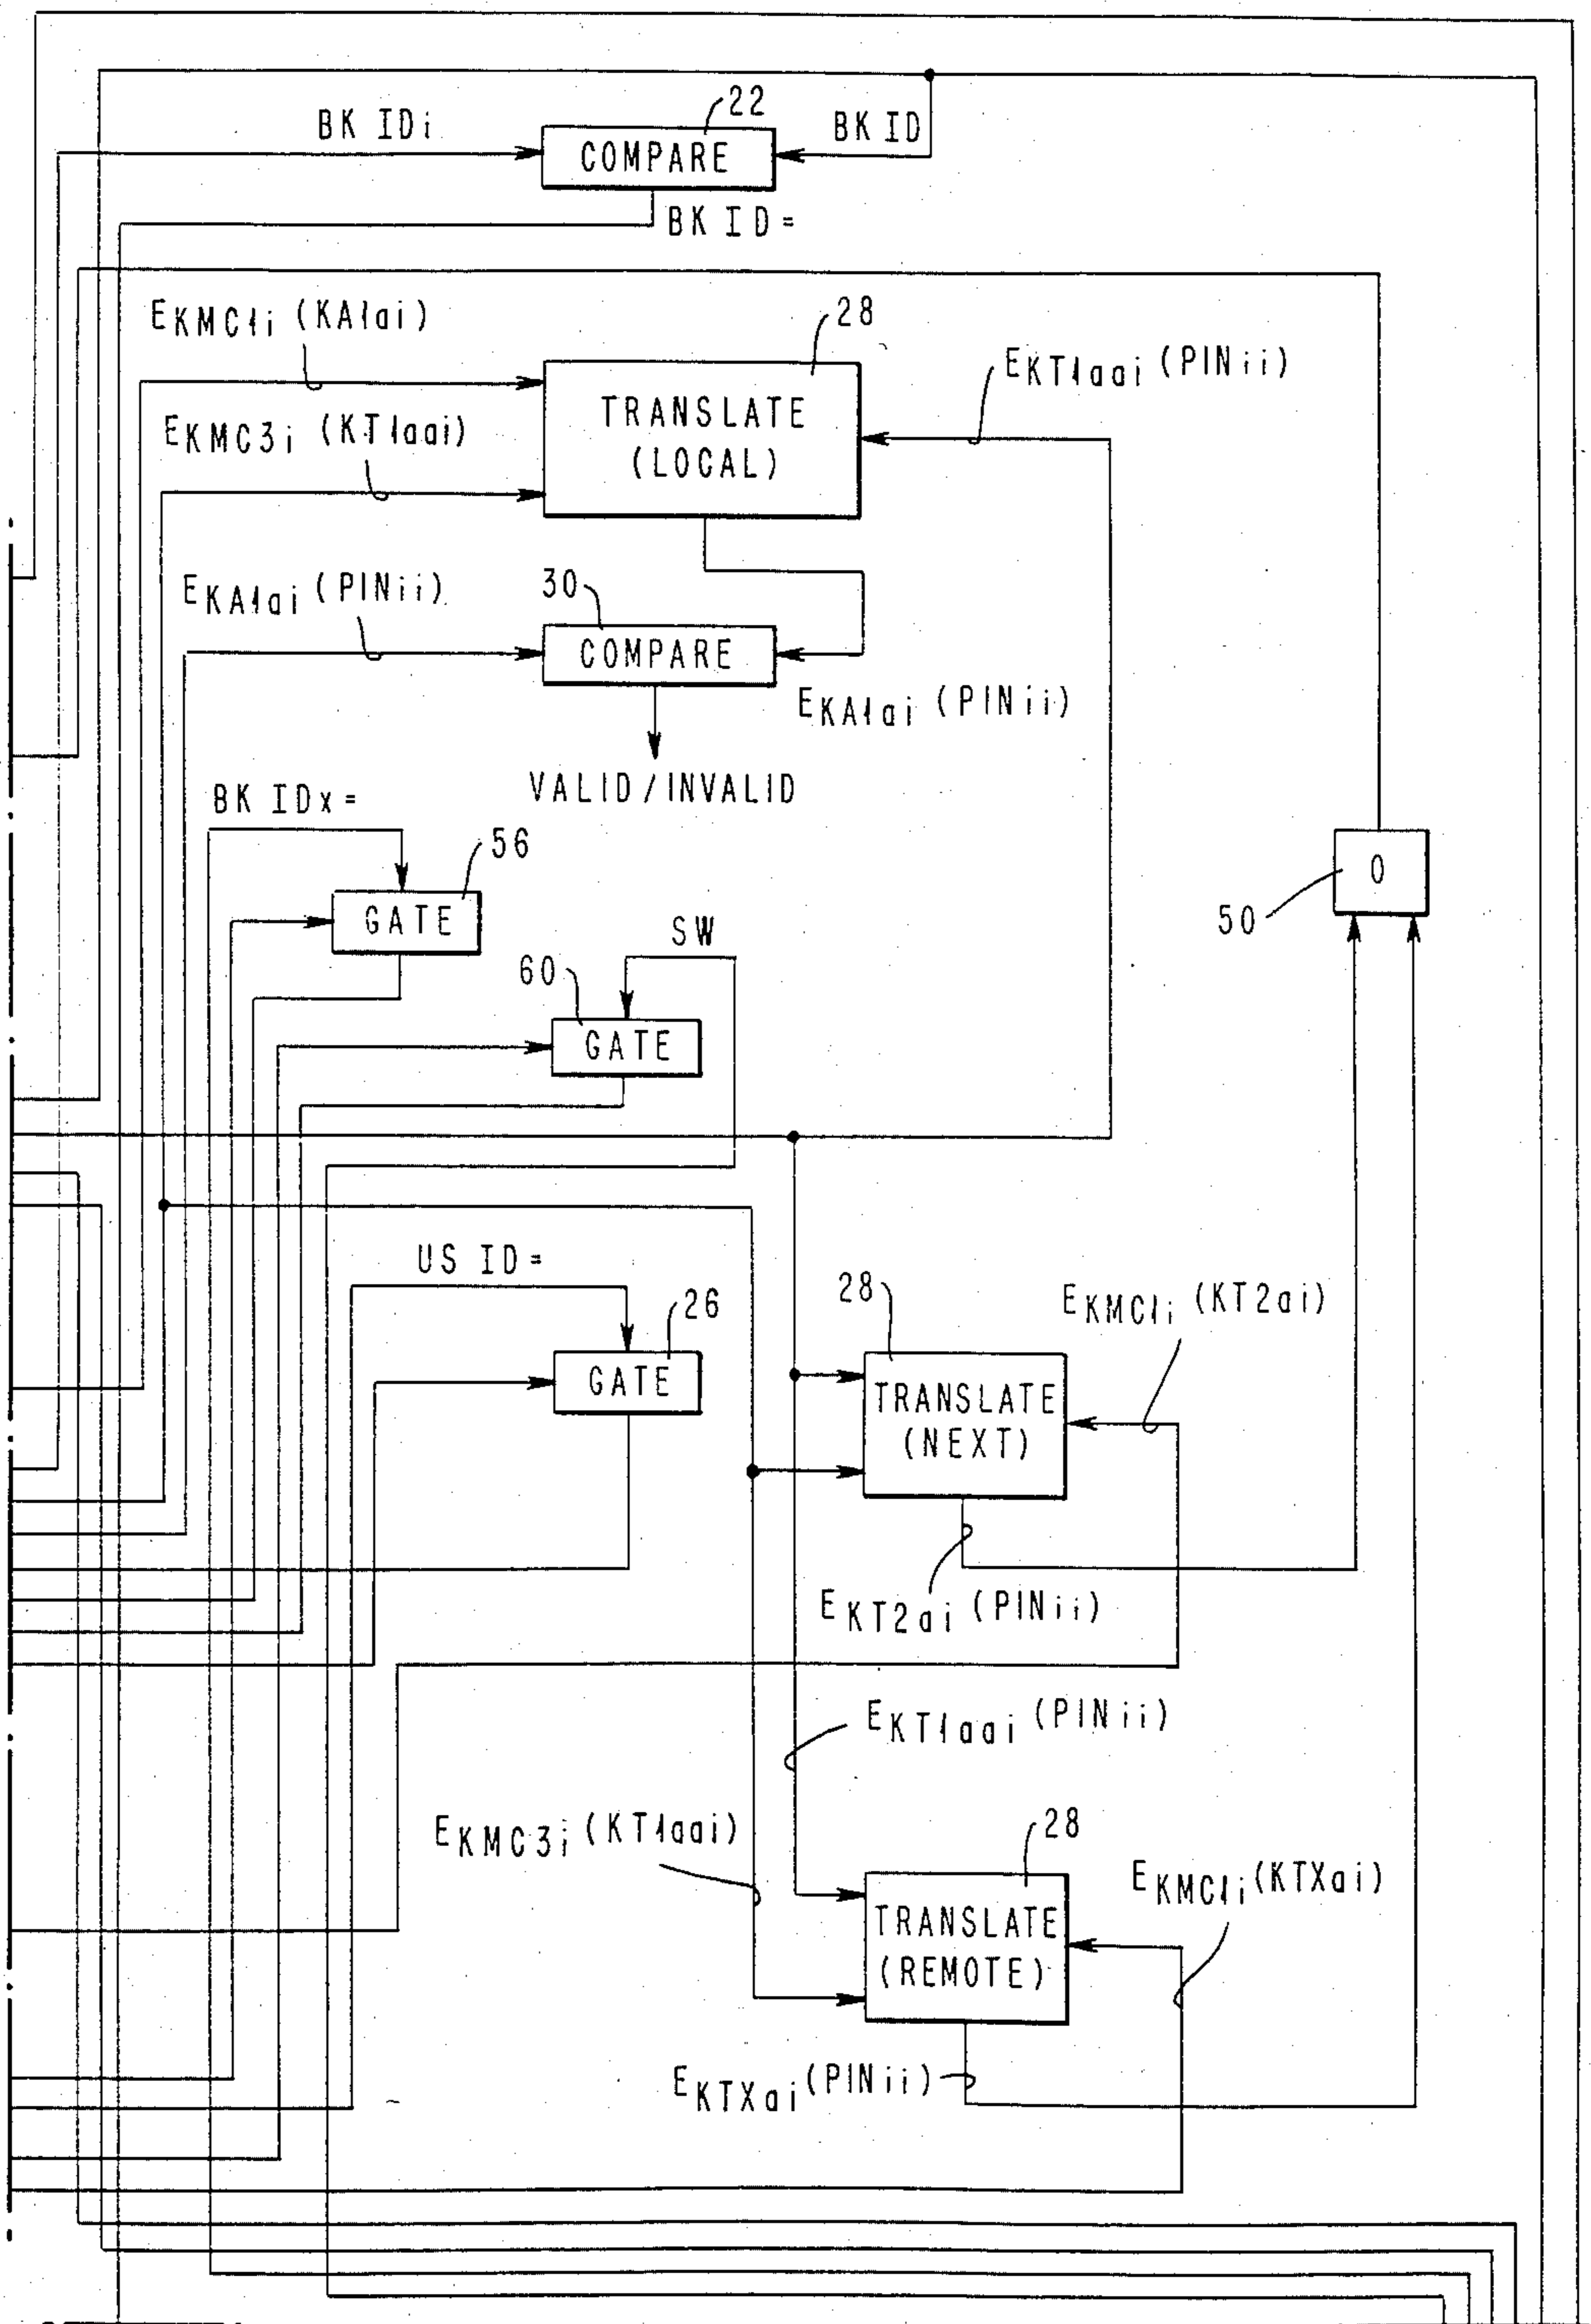 22
BK IDi
BK ID
COMPARE
BK ID =
EKMC1i (KA1ai)
28
EKT1aai (PINii)
TRANSLATE
(LOCAL)
EKMC3i (KT1aai)
EKA1ai (PINii)
30
COMPARE
EKA1ai (PINii)
VALID/INVALID
BK IDx =
56
GATE
0
50
SW
60
GATE
US ID =
26
GATE
28
EKMC1i (KT2ai)
TRANSLATE
(NEXT)
EKT2ai (PINii)
EKT1aai (PINii)
EKMC3i (KT1aai)
28
EKMC1i (KTXai)
TRANSLATE
(REMOTE)
EKTXai (PINii)